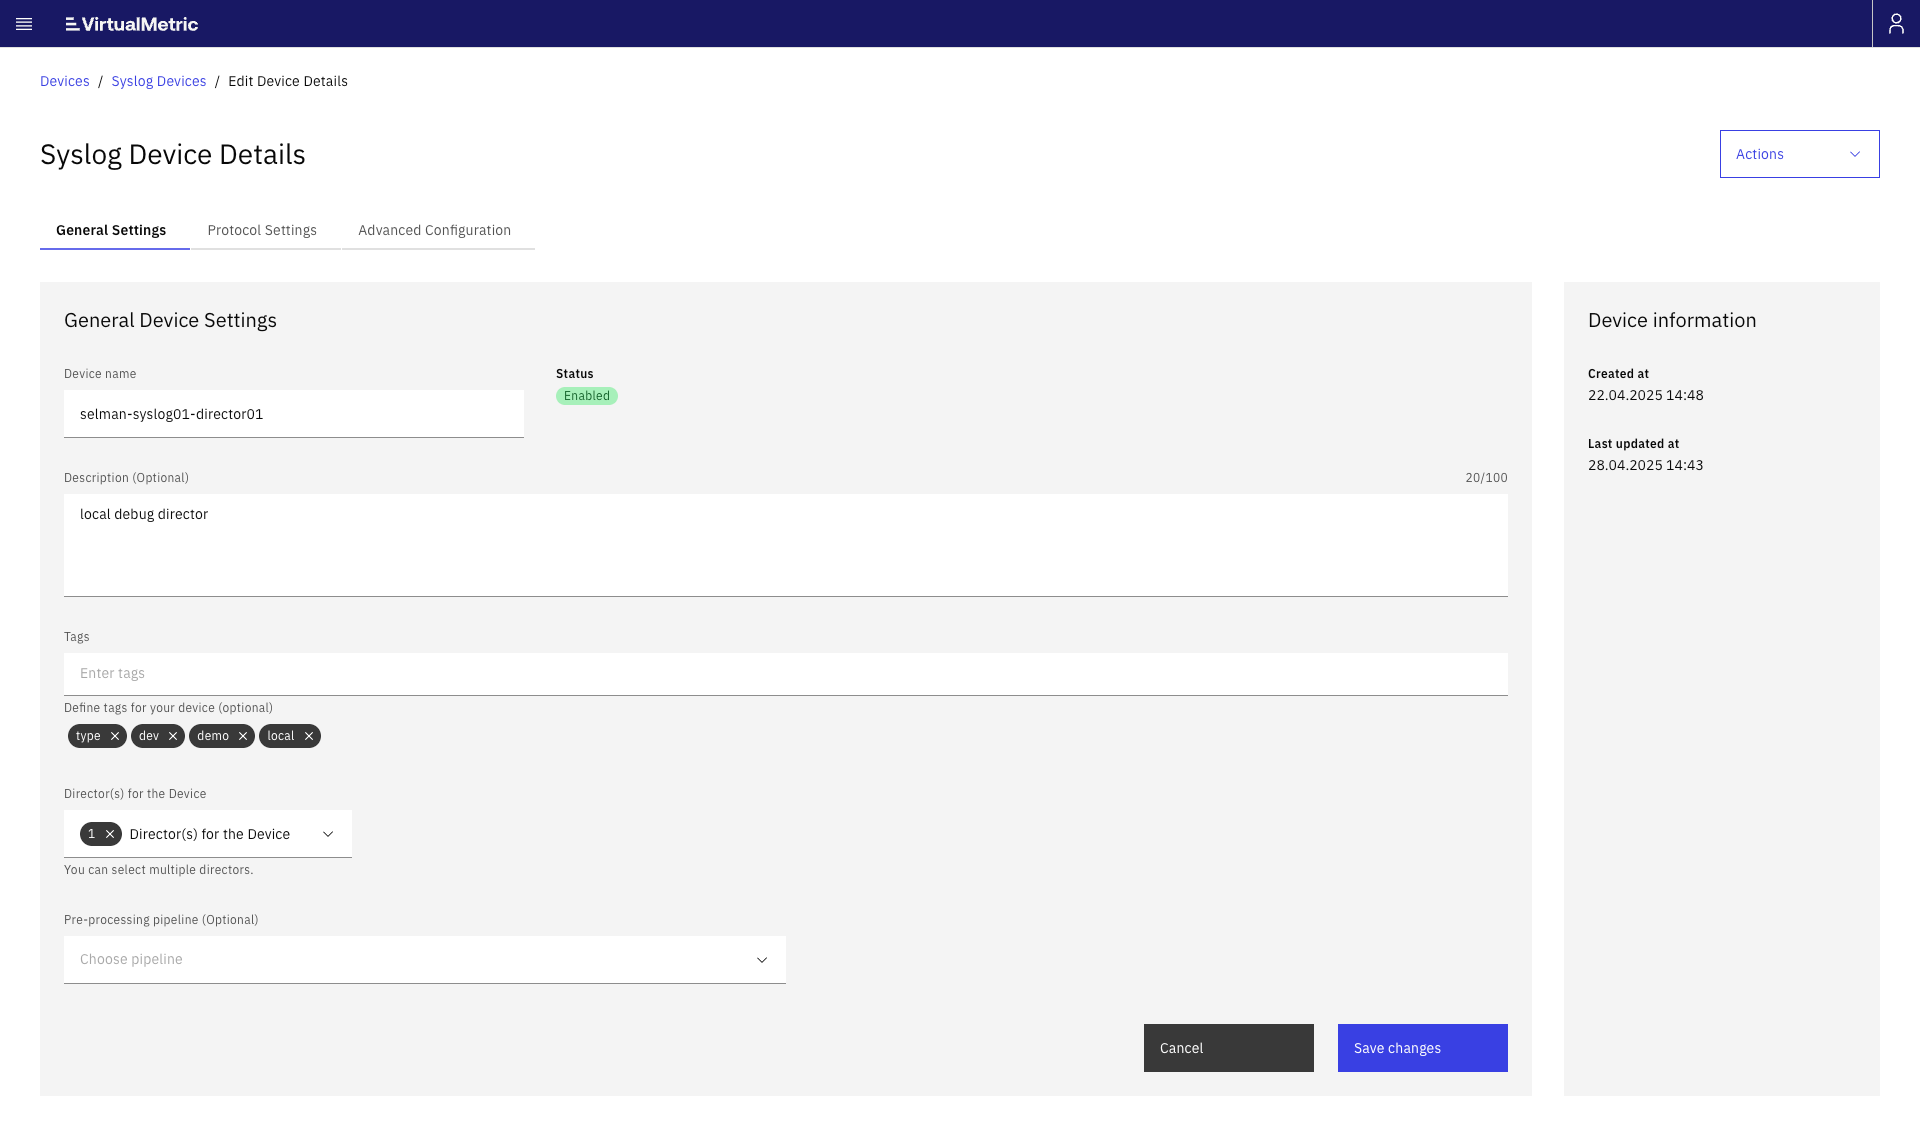 VirtualMetric
Devices / Syslog Devices / Edit Device Details
Syslog Device Details
Actions
General Settings
Protocol Settings
Advanced Configuration
General Device Settings
Device name
selman-syslog01-director01
Status
Enabled
Description (Optional)
20/100
local debug director
Tags
Enter tags
Define tags for your device (optional)
type
dev
demo
local
Director(s) for the Device
1 Director(s) for the Device
You can select multiple directors.
Pre-processing pipeline (Optional)
Choose pipeline
Cancel
Save changes
Device information
Created at
22.04.2025 14:48
Last updated at
28.04.2025 14:43